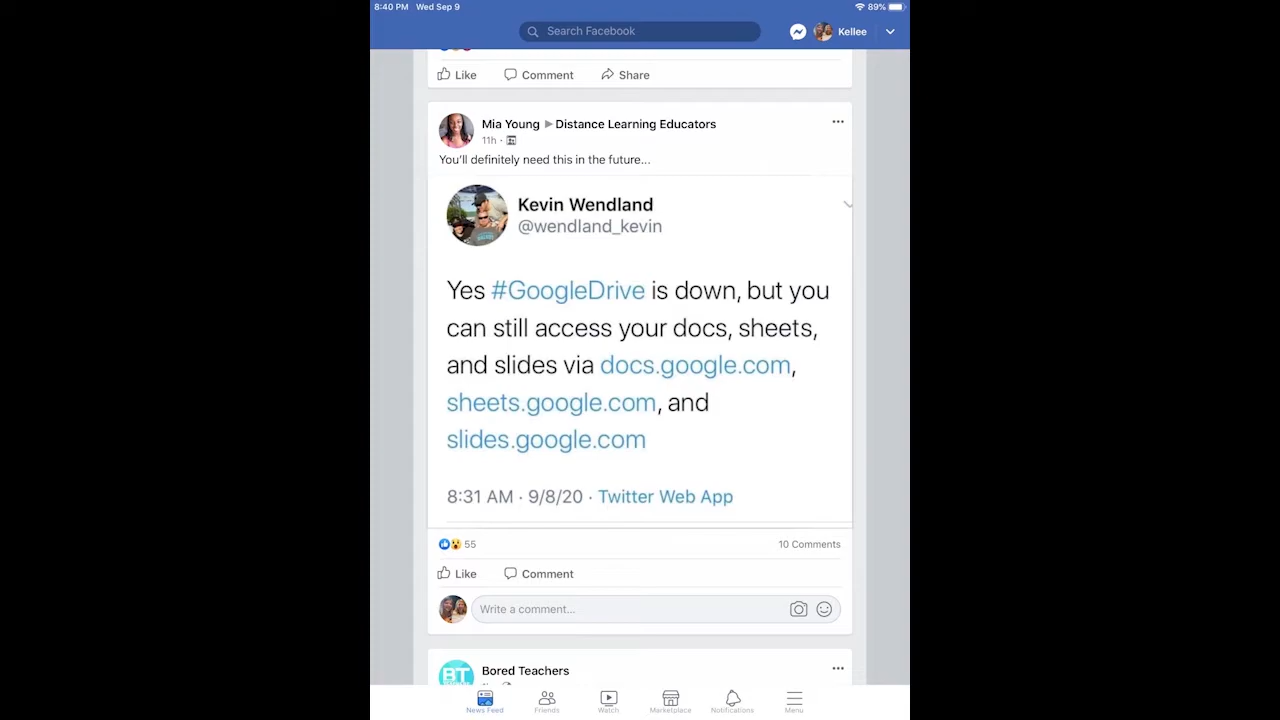 8:40 PM Wed Sep 9
89%
Search Facebook
Kellee
Like Comment Share
Mia Young ▶ Distance Learning Educators
11h ·
You'll definitely need this in the future...
Kevin Wendland
@wendland_kevin
Yes #GoogleDrive is down, but you
can still access your docs, sheets,
and slides via docs.google.com,
sheets.google.com, and
slides.google.com
8:31 AM · 9/8/20 · Twitter Web App
55
10 Comments
Like Comment
Write a comment...
BT
Bored Teachers
News Feed Friends Watch Marketplace Notifications Menu